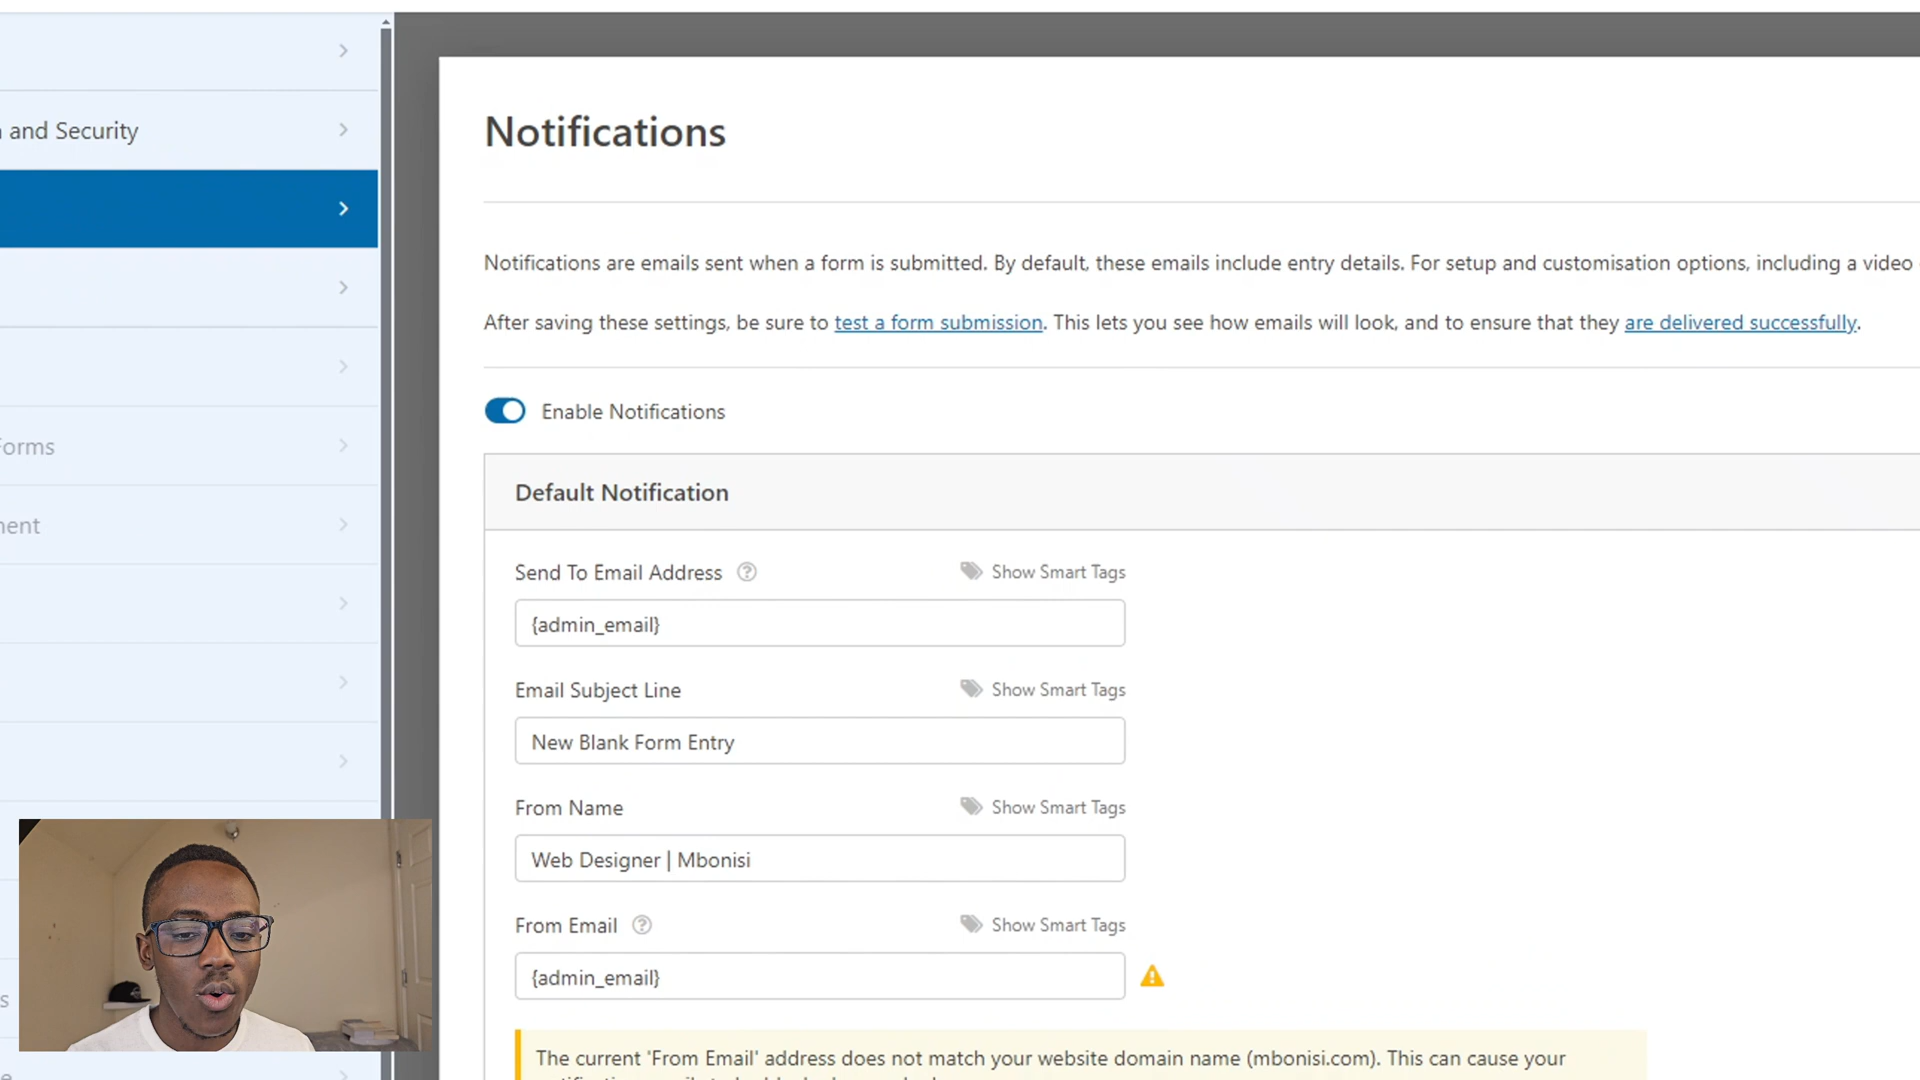 and Security
Forms
Notifications
Notifications are emails sent when a form is submitted. By default, these emails include entry details. For setup and customisation options, including a video
After saving these settings, be sure to test a form submission. This lets you see how emails will look, and to ensure that they are delivered successfully.
Enable Notifications
Default Notification
Send To Email Address ? Show Smart Tags
{admin_email}
Email Subject Line Show Smart Tags
New Blank Form Entry
From Name Show Smart Tags
Web Designer | Mbonisi
From Email ? Show Smart Tags
{admin_email}
The current 'From Email' address does not match your website domain name (mbonisi.com). This can cause your